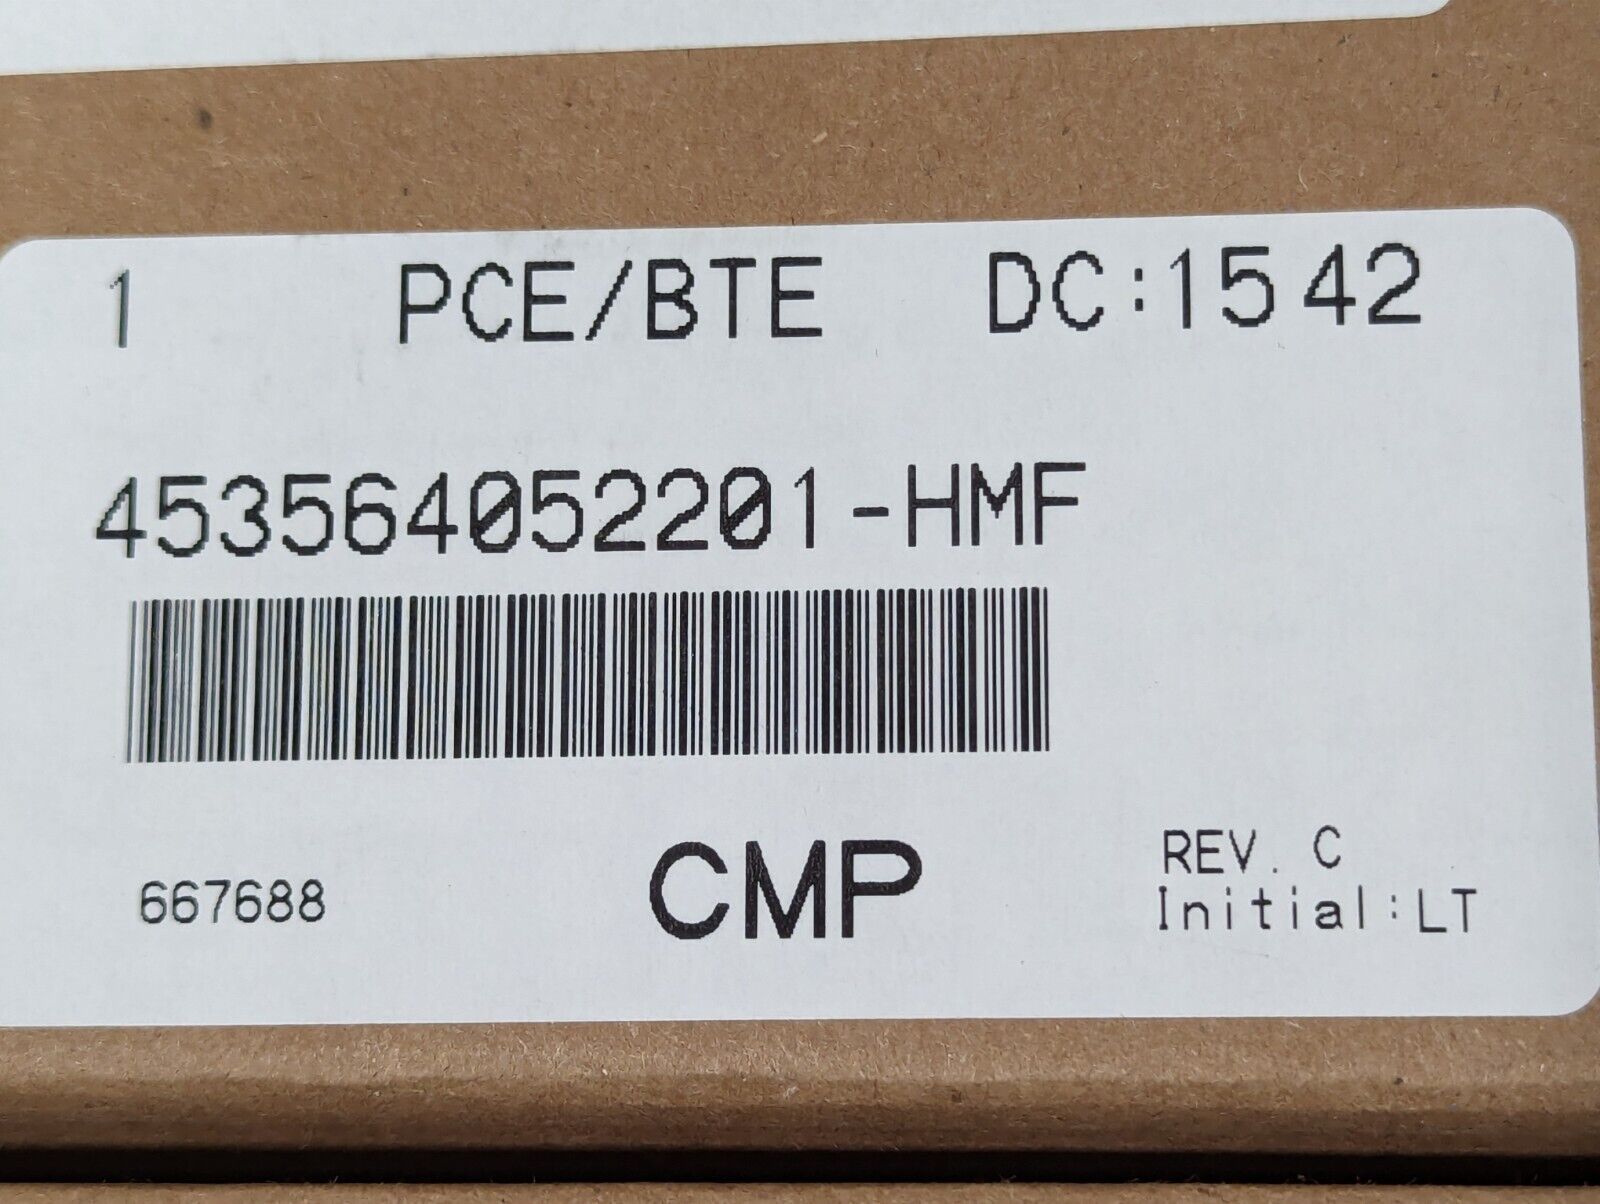 1 PCE/BTE DC:1542
453564052201-HMF
667688 CMP REV. C
Initial:LT